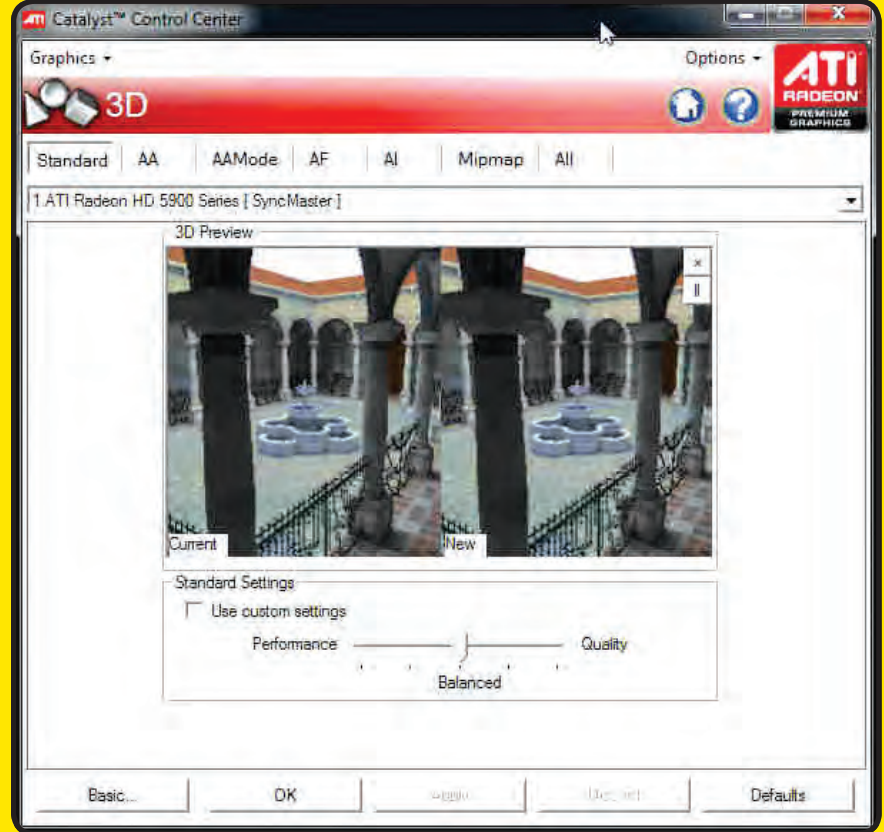 ATI Catalyst™ Control Center
Graphics Options
ATI
RADEON
PREMIUM
GRAPHICS
3D
Standard AA AAMode AF AI Mipmap All
1.ATI Radeon HD 5900 Series [ SyncMaster ]
3D Preview
Current New
Standard Settings
Use custom settings
Performance Quality
Balanced
Basic... OK Defaults